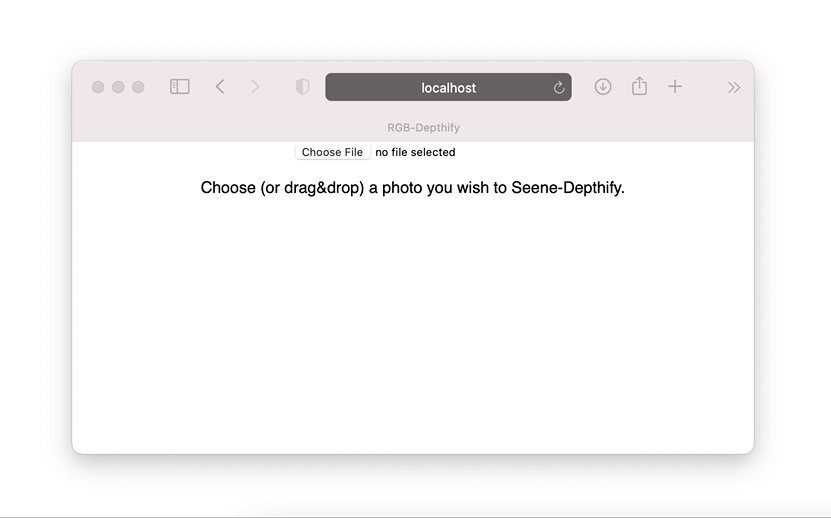 localhost
RGB-Depthify
Choose File no file selected
Choose (or drag&drop) a photo you wish to Seene-Depthify.